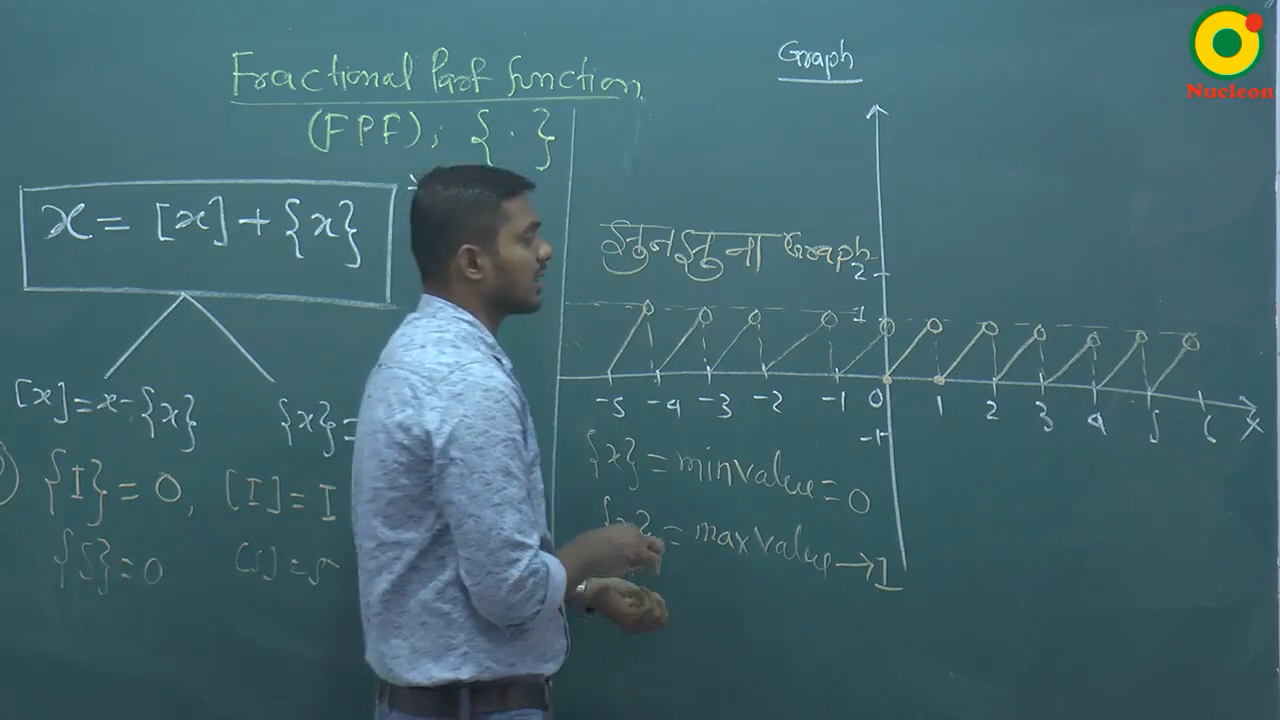 Fractional Part function
(FPF), { . }
x = [x] + {x}
[x] = x - {x}
{x} =
{I} = 0, [I] = I
{5} = 0 [5] = 5
Graph
झुनझुना Graph
2
1
-5 -4 -3 -2 -1 0 1 2 3 4 5 6 x
-1
{x} = min value = 0
= max value → 1
Nucleon